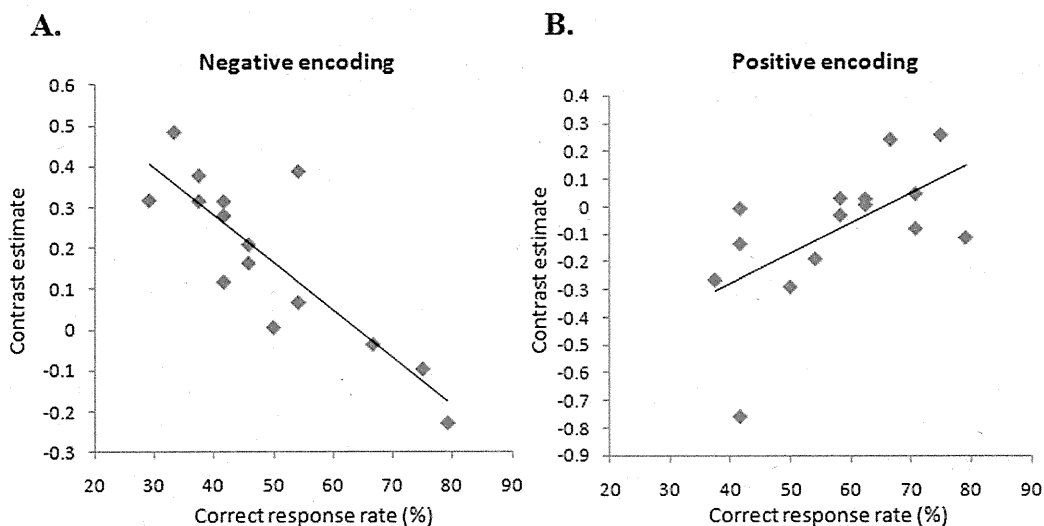 A.
Negative encoding
0.6
0.5
0.4
0.3
0.2
0.1
0
-0.1
-0.2
-0.3
Contrast estimate
20 30 40 50 60 70 80 90
Correct response rate (%)
B.
Positive encoding
0.4
0.3
0.2
0.1
0
-0.1
-0.2
-0.3
-0.4
-0.5
-0.6
-0.7
-0.8
-0.9
Contrast estimate
20 30 40 50 60 70 80 90
Correct response rate (%)